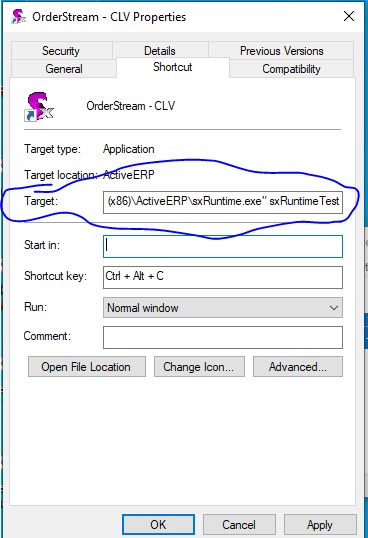 OrderStream - CLV Properties
Security Details Previous Versions
General Shortcut Compatibility
OrderStream - CLV
Target type: Application
Target location: ActiveERP
Target: (x86)\ActiveERP\sxRuntime.exe" sxRuntimeTest
Start in:
Shortcut key: Ctrl + Alt + C
Run: Normal window
Comment:
Open File Location Change Icon... Advanced...
OK Cancel Apply